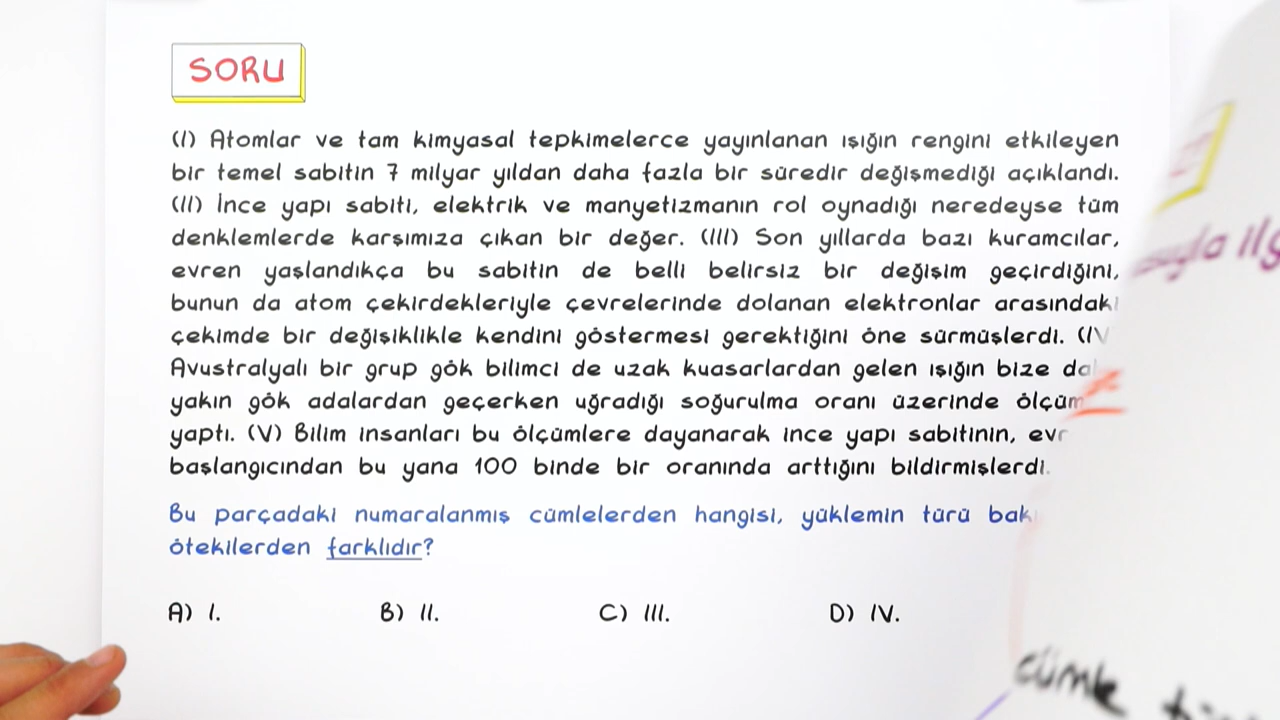 SORU
(I) Atomlar ve tam kimyasal tepkimelerce yayınlanan ışığın rengini etkileyen
bir temel sabitin 7 milyar yıldan daha fazla bir süredir değişmediği açıklandı.
(II) İnce yapı sabiti, elektrik ve manyetizmanın rol oynadığı neredeyse tüm
denklemlerde karşımıza çıkan bir değer. (III) Son yıllarda bazı kuramcılar,
evren yaşlandıkça bu sabitin de belli belirsiz bir değişim geçirdiğini,
bunun da atom çekirdekleriyle çevrelerinde dolanan elektronlar arasındaki
çekimde bir değişiklikle kendini göstermesi gerektiğini öne sürmüşlerdi. (IV
Avustralyalı bir grup gök bilimci de uzak kuasarlardan gelen ışığın bize
yakın gök adalardan geçerken uğradığı soğurulma oranı üzerinde ölçüm
yaptı. (V) Bilim insanları bu ölçümlere dayanarak ince yapı sabitinin,
başlangıcından bu yana 100 binde bir oranında arttığını bildirmişlerdi.
Bu parçadaki numaralanmış cümlelerden hangisi, yüklemin türü
ötekilerden farklıdır?
A) I. B) II. C) III. D) IV.
cümle